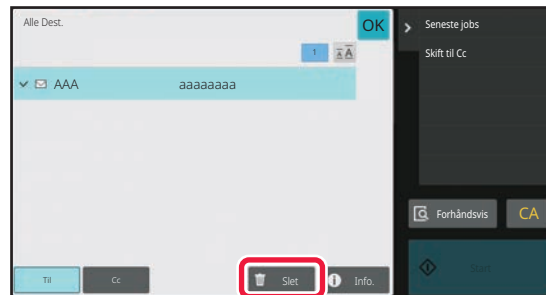 Alle Dest.
OK
1
AAA aaaaaaaa
Til
Cc
Slet
Info.
Seneste jobs
Skift til Cc
Forhåndsvis
CA
Start